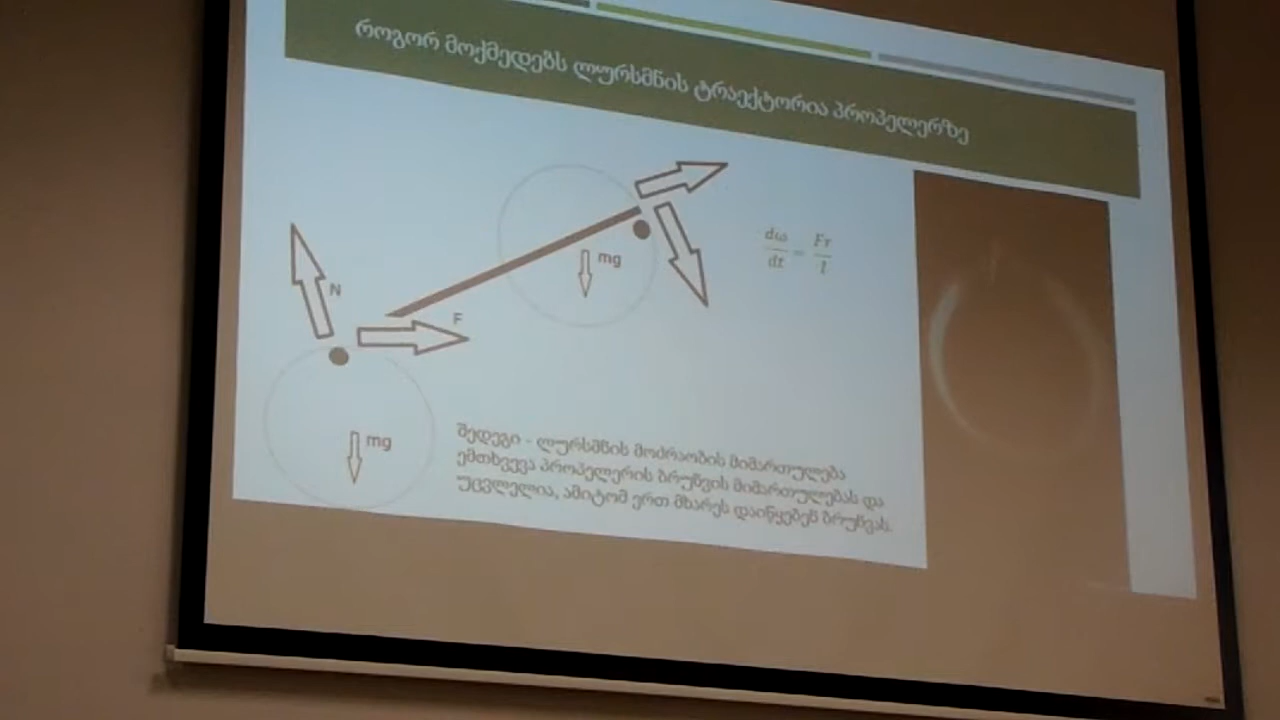 როგორ მოქმედებს ლურსმნის ტრაექტორია პროპელერზე
mg
dω/dt = Fr/I
N
F
mg
შედეგი - ლურსმნის მოძრაობის მიმართულება
ემთხვევა პროპელერის ბრუნვის მიმართულებას და
უცვლელია, ამიტომ ერთ მხარეს დაიწყებენ ბრუნვას.